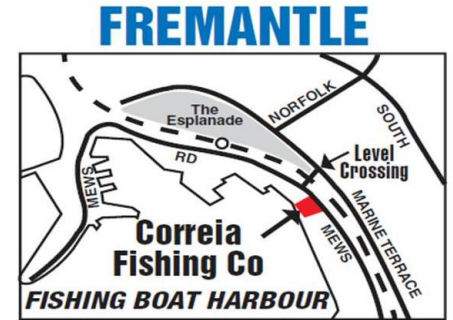 FREMANTLE
The
Esplanade
NORFOLK
SOUTH
RD
Level
Crossing
MEWS
MARINE TERRACE
Correia
Fishing Co
MEWS
FISHING BOAT HARBOUR